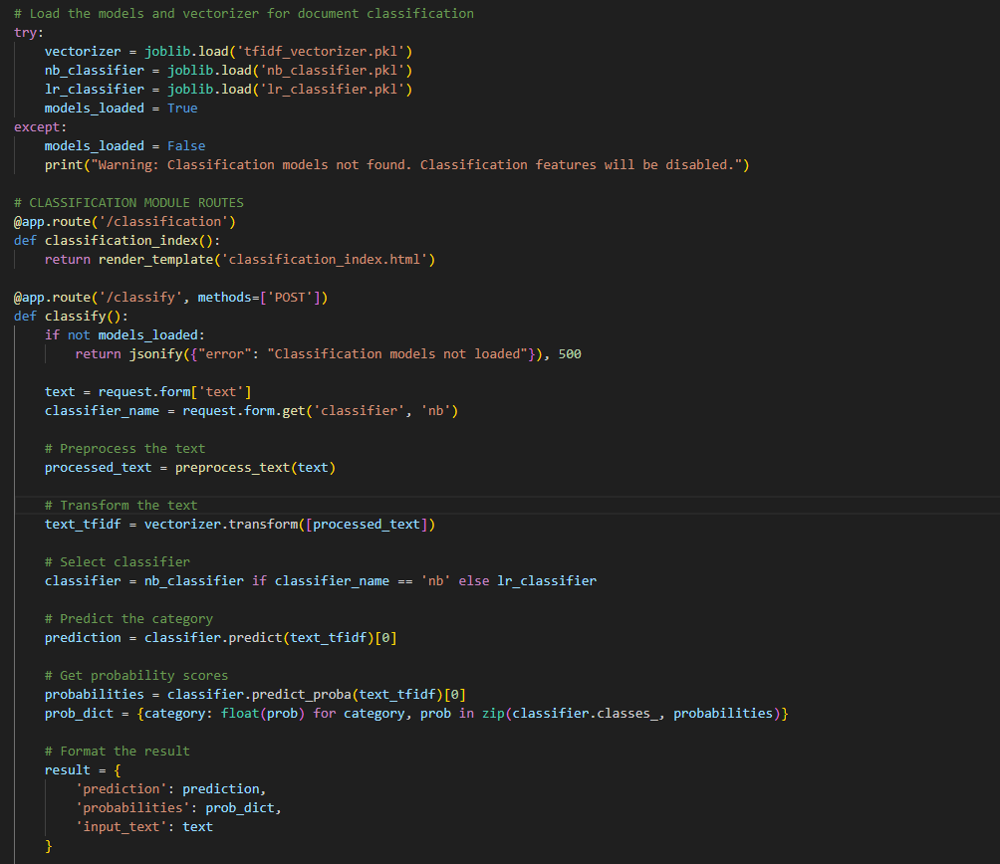 # Load the models and vectorizer for document classification
try:
    vectorizer = joblib.load('tfidf_vectorizer.pkl')
    nb_classifier = joblib.load('nb_classifier.pkl')
    lr_classifier = joblib.load('lr_classifier.pkl')
    models_loaded = True
except:
    models_loaded = False
    print("Warning: Classification models not found. Classification features will be disabled.")

# CLASSIFICATION MODULE ROUTES
@app.route('/classification')
def classification_index():
    return render_template('classification_index.html')

@app.route('/classify', methods=['POST'])
def classify():
    if not models_loaded:
        return jsonify({"error": "Classification models not loaded"}), 500

    text = request.form['text']
    classifier_name = request.form.get('classifier', 'nb')

    # Preprocess the text
    processed_text = preprocess_text(text)

    # Transform the text
    text_tfidf = vectorizer.transform([processed_text])

    # Select classifier
    classifier = nb_classifier if classifier_name == 'nb' else lr_classifier

    # Predict the category
    prediction = classifier.predict(text_tfidf)[0]

    # Get probability scores
    probabilities = classifier.predict_proba(text_tfidf)[0]
    prob_dict = {category: float(prob) for category, prob in zip(classifier.classes_, probabilities)}

    # Format the result
    result = {
        'prediction': prediction,
        'probabilities': prob_dict,
        'input_text': text
    }